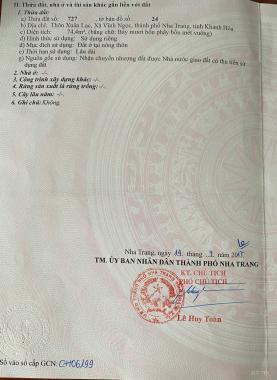 II. Thửa đất, nhà ở và tài sản khác gắn liền với đất
1. Thửa đất:
a) Thửa đất số: 727 , tờ bản đồ số: 24
b) Địa chỉ: Thôn Xuân Lạc, Xã Vĩnh Ngọc, thành phố Nha Trang, tỉnh Khánh Hòa
c) Diện tích: 74,4m², (bằng chữ: Bảy mươi bốn phẩy bốn mét vuông)
d) Hình thức sử dụng: Sử dụng riêng
đ) Mục đích sử dụng: Đất ở tại nông thôn
e) Thời hạn sử dụng: Lâu dài
g) Nguồn gốc sử dụng: Nhận chuyển nhượng đất được Nhà nước giao đất có thu tiền sử
dụng đất
2. Nhà ở: -/-.
3. Công trình xây dựng khác: -/-.
4. Rừng sản xuất là rừng trồng: -/-.
5. Cây lâu năm: -/-.
6. Ghi chú: Không.
Nha Trang, ngày 19 tháng
TM. ỦY BAN NHÂN DÂN THÀNH PHỐ NHA TRANG
KT. CHỦ TỊCH
PHÓ CHỦ TỊCH
Lê Huy Toàn
Số vào sổ cấp GCN: CH06199